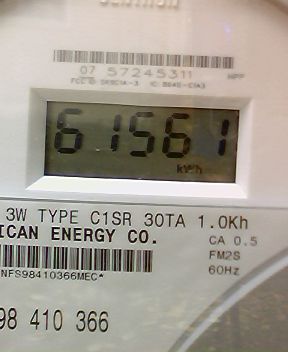 07 57245311 HPP
61561
kWh
3W TYPE C1SR 30TA 1.0Kh
ICAN ENERGY CO.
CA 0.5
FM2S
60Hz
NFS98410366MEC*
98 410 366